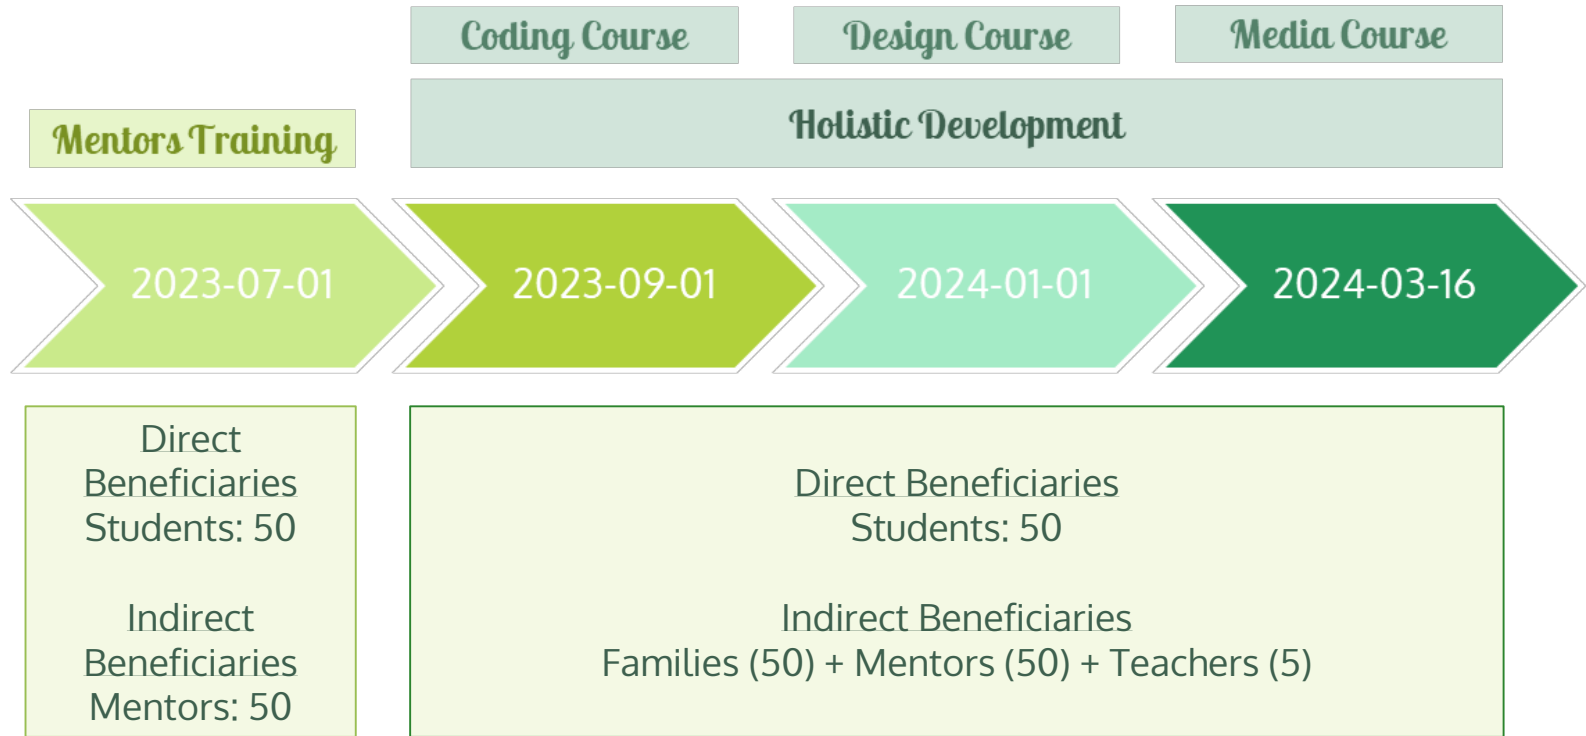 Coding Course
Design Course
Media Course
Holistic Development
Mentors Training
2023-07-01
2023-09-01
2024-01-01
2024-03-16
Direct
Beneficiaries
Students: 50
Indirect
Beneficiaries
Mentors: 50
Direct Beneficiaries
Students: 50
Indirect Beneficiaries
Families (50) + Mentors (50) + Teachers (5)